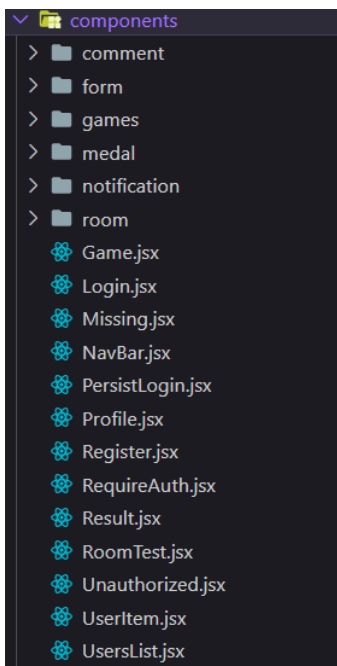 components
comment
form
games
medal
notification
room
Game.jsx
Login.jsx
Missing.jsx
NavBar.jsx
PersistLogin.jsx
Profile.jsx
Register.jsx
RequireAuth.jsx
Result.jsx
RoomTest.jsx
Unauthorized.jsx
UserItem.jsx
UsersList.jsx